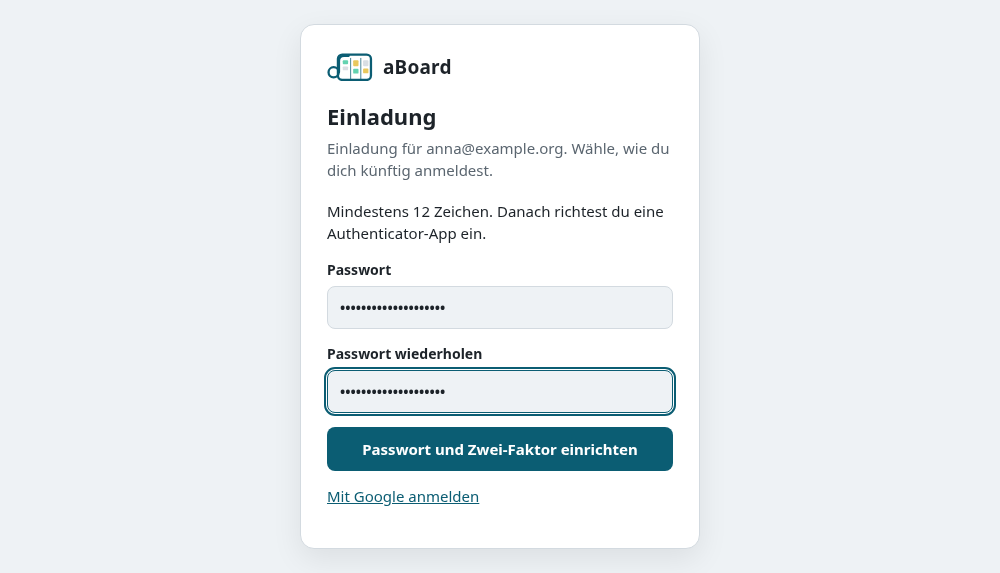 aBoard
Einladung
Einladung für anna@example.org. Wähle, wie du
dich künftig anmeldest.
Mindestens 12 Zeichen. Danach richtest du eine
Authenticator-App ein.
Passwort
••••••••••••••••••••
Passwort wiederholen
••••••••••••••••••••
Passwort und Zwei-Faktor einrichten
Mit Google anmelden